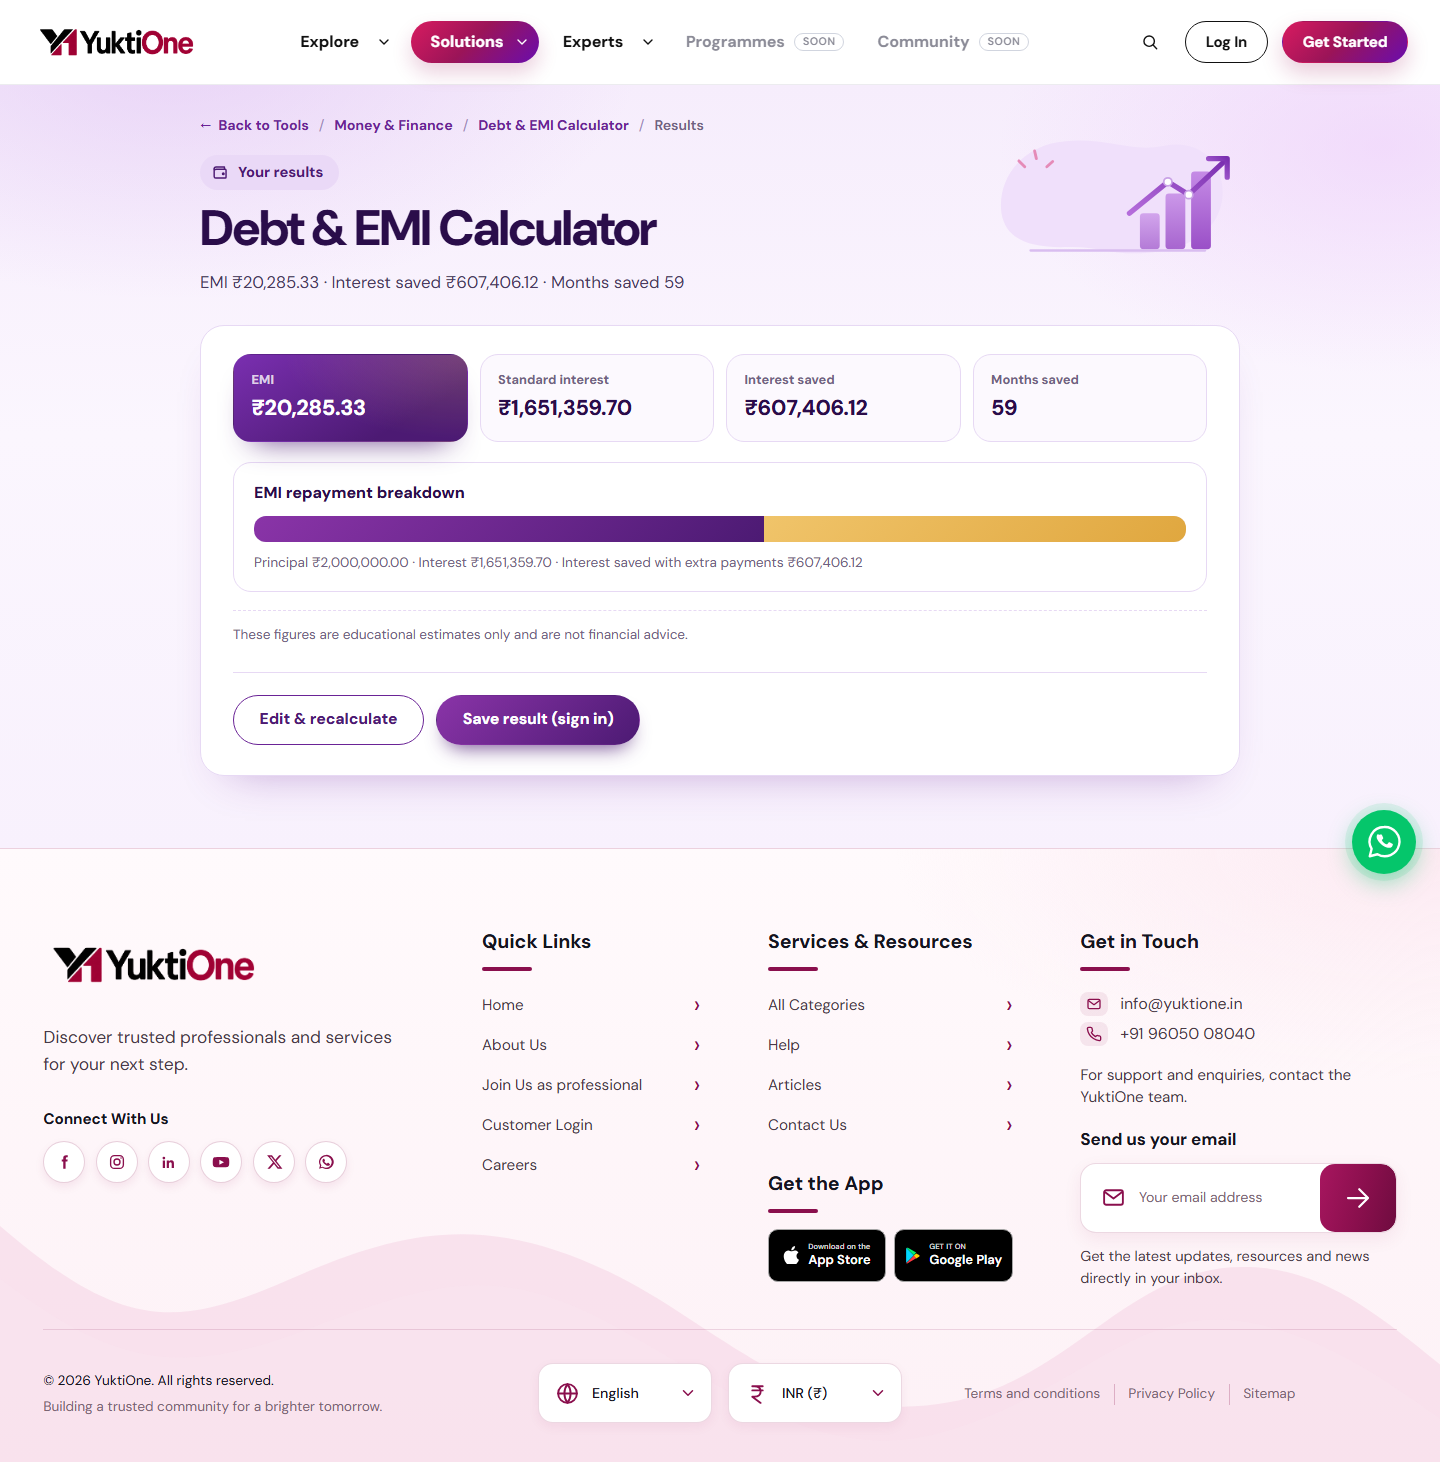 YuktiOne
Explore
Solutions
Experts
Programmes SOON
Community SOON
Log In
Get Started
← Back to Tools / Money & Finance / Debt & EMI Calculator / Results
Your results
Debt & EMI Calculator
EMI ₹20,285.33 · Interest saved ₹607,406.12 · Months saved 59
EMI
₹20,285.33
Standard interest
₹1,651,359.70
Interest saved
₹607,406.12
Months saved
59
EMI repayment breakdown
Principal ₹2,000,000.00 · Interest ₹1,651,359.70 · Interest saved with extra payments ₹607,406.12
These figures are educational estimates only and are not financial advice.
Edit & recalculate
Save result (sign in)
YuktiOne
Discover trusted professionals and services
for your next step.
Connect With Us
Quick Links
Home
About Us
Join Us as professional
Customer Login
Careers
Services & Resources
All Categories
Help
Articles
Contact Us
Get the App
Download on the
App Store
GET IT ON
Google Play
Get in Touch
info@yuktione.in
+91 96050 08040
For support and enquiries, contact the
YuktiOne team.
Send us your email
Your email address
Get the latest updates, resources and news
directly in your inbox.
© 2026 YuktiOne. All rights reserved.
Building a trusted community for a brighter tomorrow.
English
₹ INR (₹)
Terms and conditions
Privacy Policy
Sitemap